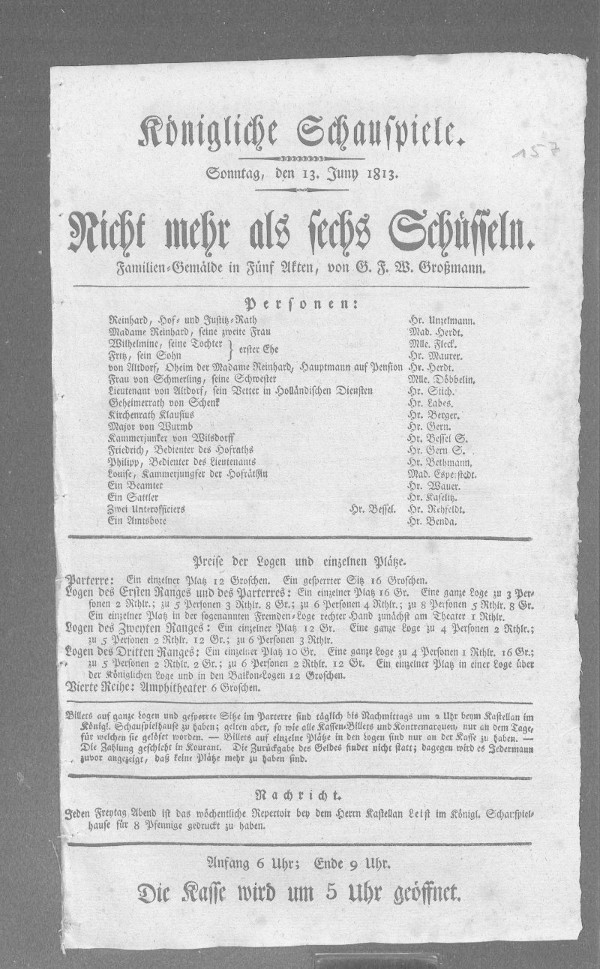 157
Königliche Schauspiele.
Sonntag, den 13. Juny 1813.
Nicht mehr als sechs Schüsseln.
Familien-Gemälde in Fünf Akten, von G. F. W. Großmann.
Personen:
Reinhard, Hof- und Justitz-Rath Hr. Unzelmann.
Madame Reinhard, seine zweite Frau Mad. Herdt.
Wilhelmine, seine Tochter } erster Ehe Mlle. Fleck.
Fritz, sein Sohn Hr. Maurer.
von Altdorf, Oheim der Madame Reinhard, Hauptmann auf Pension Hr. Herdt.
Frau von Schmerling, seine Schwester Mlle. Döbbelin.
Lieutenant von Altdorf, sein Vetter in Holländischen Diensten Hr. Stich.
Geheimerrath von Schenk Hr. Labes.
Kirchenrath Klausius Hr. Berger.
Major von Wurmb Hr. Gern.
Kammerjunker von Wilsdorff Hr. Bessel S.
Friedrich, Bedienter des Hofraths Hr. Gern S.
Philipp, Bedienter des Lieutenants Hr. Bethmann.
Louise, Kammerjungfer der Hofräthin Mad. Esperstedt.
Ein Beamter Hr. Wauer.
Ein Sattler Hr. Kaselitz.
Zwei Unterofficiers Hr. Bessel. Hr. Rehfeldt.
Ein Amtsbote Hr. Benda.
Preise der Logen und einzelnen Plätze.
Parterre: Ein einzelner Platz 12 Groschen. Ein gesperrter Sitz 16 Groschen.
Logen des Ersten Ranges und des Parterres: Ein einzelner Platz 16 Gr. Eine ganze Loge zu 3 Per-
sonen 2 Rthlr.; zu 5 Personen 3 Rthlr. 8 Gr.; zu 6 Personen 4 Rthlr.; zu 8 Personen 5 Rthlr. 8 Gr.
Ein einzelner Platz in der sogenannten Fremden-Loge rechter Hand zunächst am Theater 1 Rthlr.
Logen des Zweyten Ranges: Ein einzelner Platz 12 Gr. Eine ganze Loge zu 4 Personen 2 Rthlr.;
zu 5 Personen 2 Rthlr. 12 Gr.; zu 6 Personen 3 Rthlr.
Logen des Dritten Ranges: Ein einzelner Platz 10 Gr. Eine ganze Loge zu 4 Personen 1 Rthlr. 16 Gr.;
zu 5 Personen 2 Rthlr. 2 Gr.; zu 6 Personen 2 Rthlr. 12 Gr. Ein einzelner Platz in einer Loge über
der Königlichen Loge und in den Balkon-Logen 12 Groschen.
Vierte Reihe: Amphitheater 6 Groschen.
Billets auf ganze Logen und gesperrte Sitze im Parterre sind täglich bis Nachmittags um 2 Uhr beym Kastellan im
Königl. Schauspielhause zu haben; gelten aber, so wie alle Kassen-Billets und Kontremarquen, nur an dem Tage,
für welchen sie gelöset worden. — Billets auf einzelne Plätze in den Logen sind nur an der Kasse zu haben. —
Die Zahlung geschieht in Kourant. Die Zurückgabe des Geldes findet nicht statt; dagegen wird es Jedermann
zuvor angezeigt, daß keine Plätze mehr zu haben sind.
Nachricht.
Jeden Freytag Abend ist das wöchentliche Repertoir bey dem Herrn Kastellan Leist im Königl. Scharspiel-
hause für 8 Pfennige gedruckt zu haben.
Anfang 6 Uhr; Ende 9 Uhr.
Die Kasse wird um 5 Uhr geöffnet.